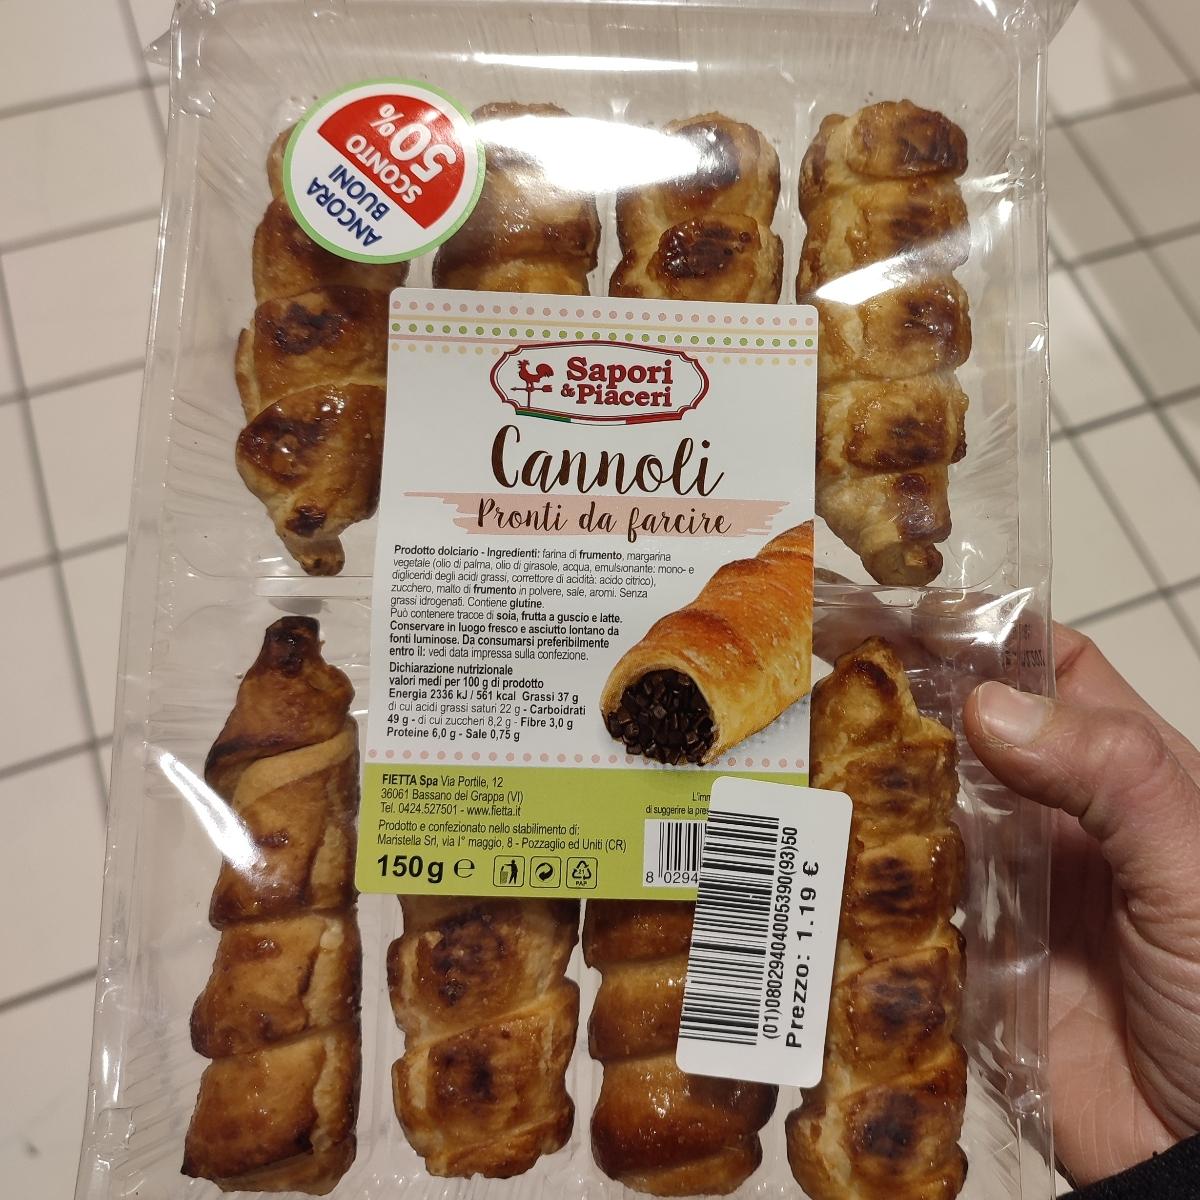 ANCORA
BUONI
SCONTO
50%
Sapori
& Piaceri
Cannoli
Pronti da farcire
Prodotto dolciario - Ingredienti: farina di frumento, margarina
vegetale (olio di palma, olio di girasole, acqua, emulsionante: mono- e
digliceridi degli acidi grassi, correttore di acidità: acido citrico),
zucchero, malto di frumento in polvere, sale, aromi. Senza
grassi idrogenati. Contiene glutine.
Può contenere tracce di soia, frutta a guscio e latte.
Conservare in luogo fresco e asciutto lontano da
fonti luminose. Da consumarsi preferibilmente
entro il: vedi data impressa sulla confezione.
Dichiarazione nutrizionale
valori medi per 100 g di prodotto
Energia 2336 kJ / 561 kcal Grassi 37 g
di cui acidi grassi saturi 22 g - Carboidrati
49 g - di cui zuccheri 8,2 g - Fibre 3,0 g
Proteine 6,0 g - Sale 0,75 g
FIETTA Spa Via Portile, 12
36061 Bassano del Grappa (VI)
Tel. 0424.527501 - www.fietta.it
Prodotto e confezionato nello stabilimento di:
Maristella Srl, via I° maggio, 8 - Pozzaglio ed Uniti (CR)
150 g e
21
PAP
di suggerire la
8 0294
(01)08029404005390(93)50
Prezzo: 1.19 €